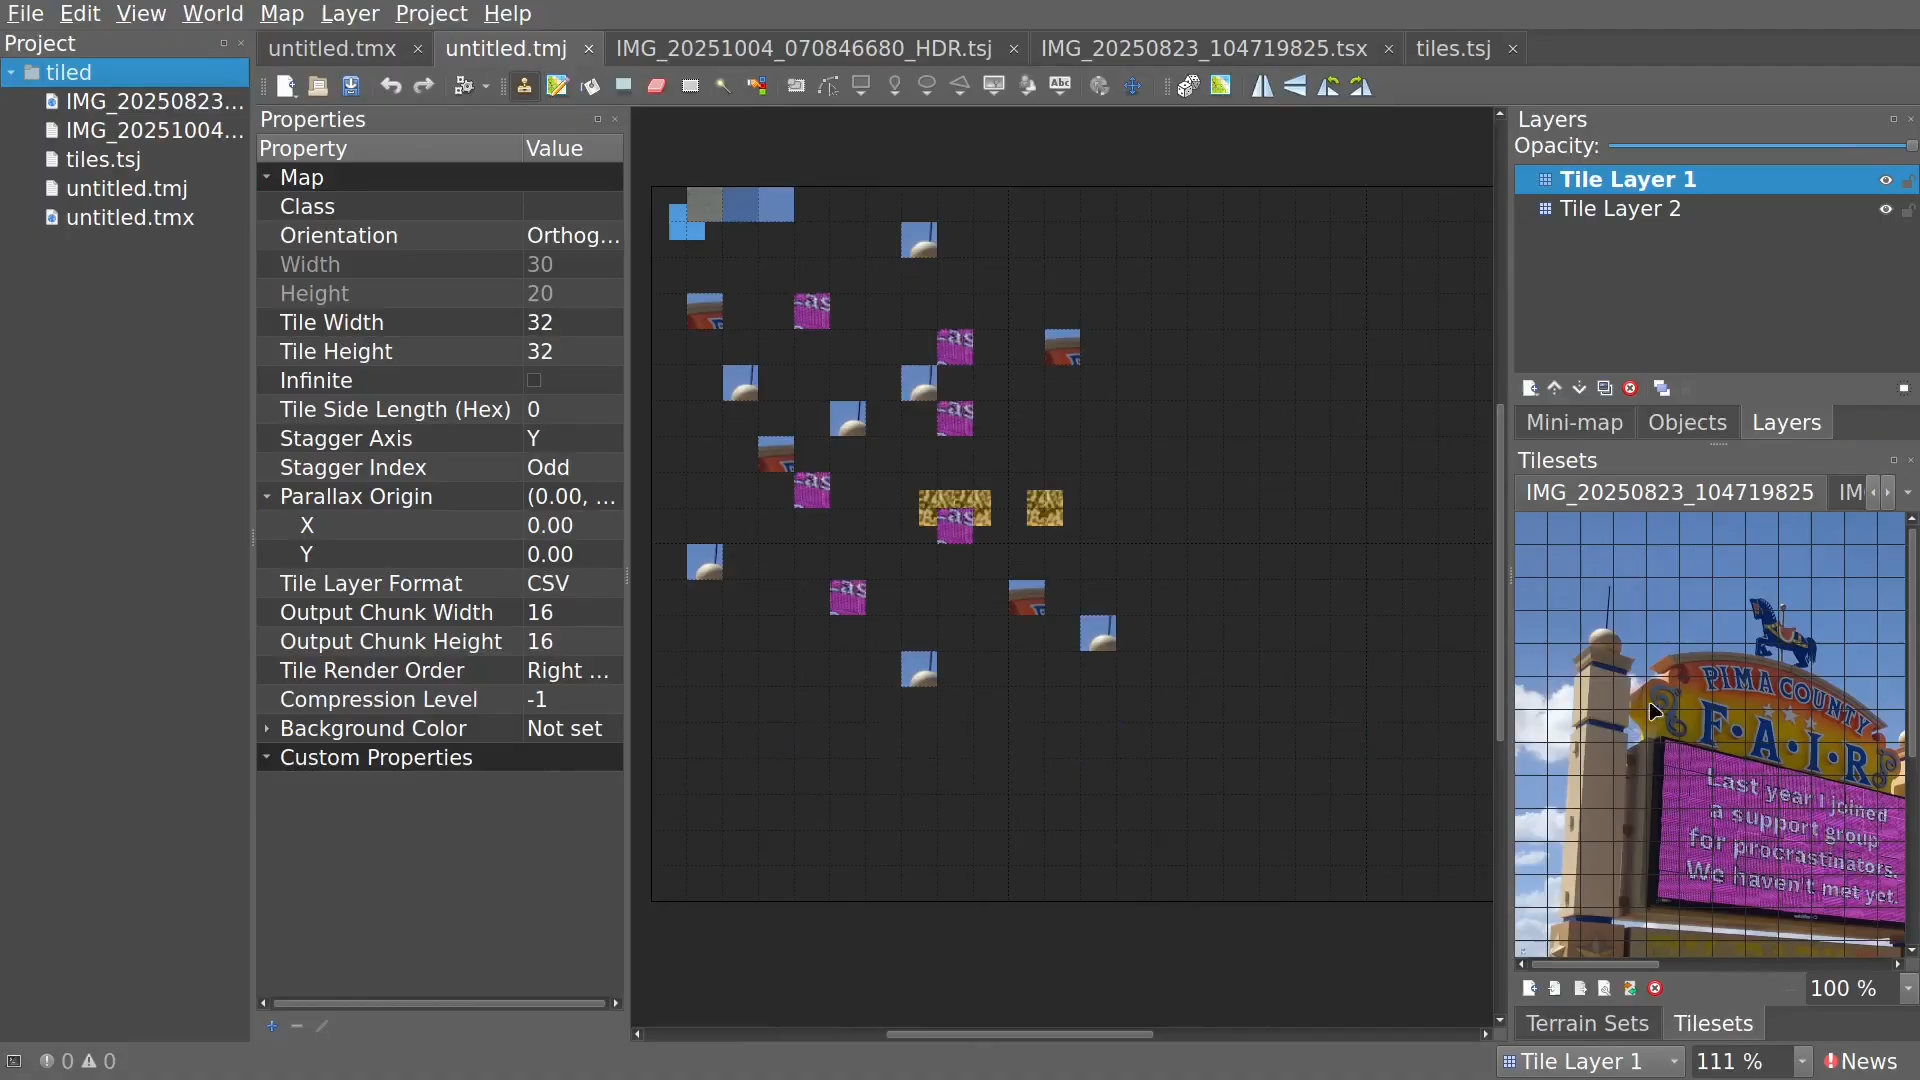 File Edit View World Map Layer Project Help
Project
untitled.tmx untitled.tmj IMG_20251004_070846680_HDR.tsj IMG_20250823_104719825.tsx tiles.tsj
tiled
IMG_20250823...
IMG_20251004...
tiles.tsj
untitled.tmj
untitled.tmx
Abc
Properties
Property Value
Map
Class
Orientation Orthog...
Width 30
Height 20
Tile Width 32
Tile Height 32
Infinite
Tile Side Length (Hex) 0
Stagger Axis Y
Stagger Index Odd
Parallax Origin (0.00, ...
X 0.00
Y 0.00
Tile Layer Format CSV
Output Chunk Width 16
Output Chunk Height 16
Tile Render Order Right ...
Compression Level -1
Background Color Not set
Custom Properties
Layers
Opacity:
Tile Layer 1
Tile Layer 2
Mini-map Objects Layers
Tilesets
IMG_20250823_104719825 IM
PIMA COUNTY
F·A·I·R
Last year I joined
a support group
for procrastinators.
We haven't met yet.
100 %
Terrain Sets Tilesets
0 0
Tile Layer 1 111 % News